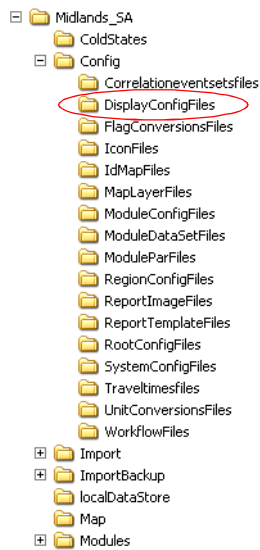 Midlands_SA
ColdStates
Config
Correlationeventsetsfiles
DisplayConfigFiles
FlagConversionsFiles
IconFiles
IdMapFiles
MapLayerFiles
ModuleConfigFiles
ModuleDataSetFiles
ModuleParFiles
RegionConfigFiles
ReportImageFiles
ReportTemplateFiles
RootConfigFiles
SystemConfigFiles
Traveltimesfiles
UnitConversionsFiles
WorkflowFiles
Import
ImportBackup
localDataStore
Map
Modules